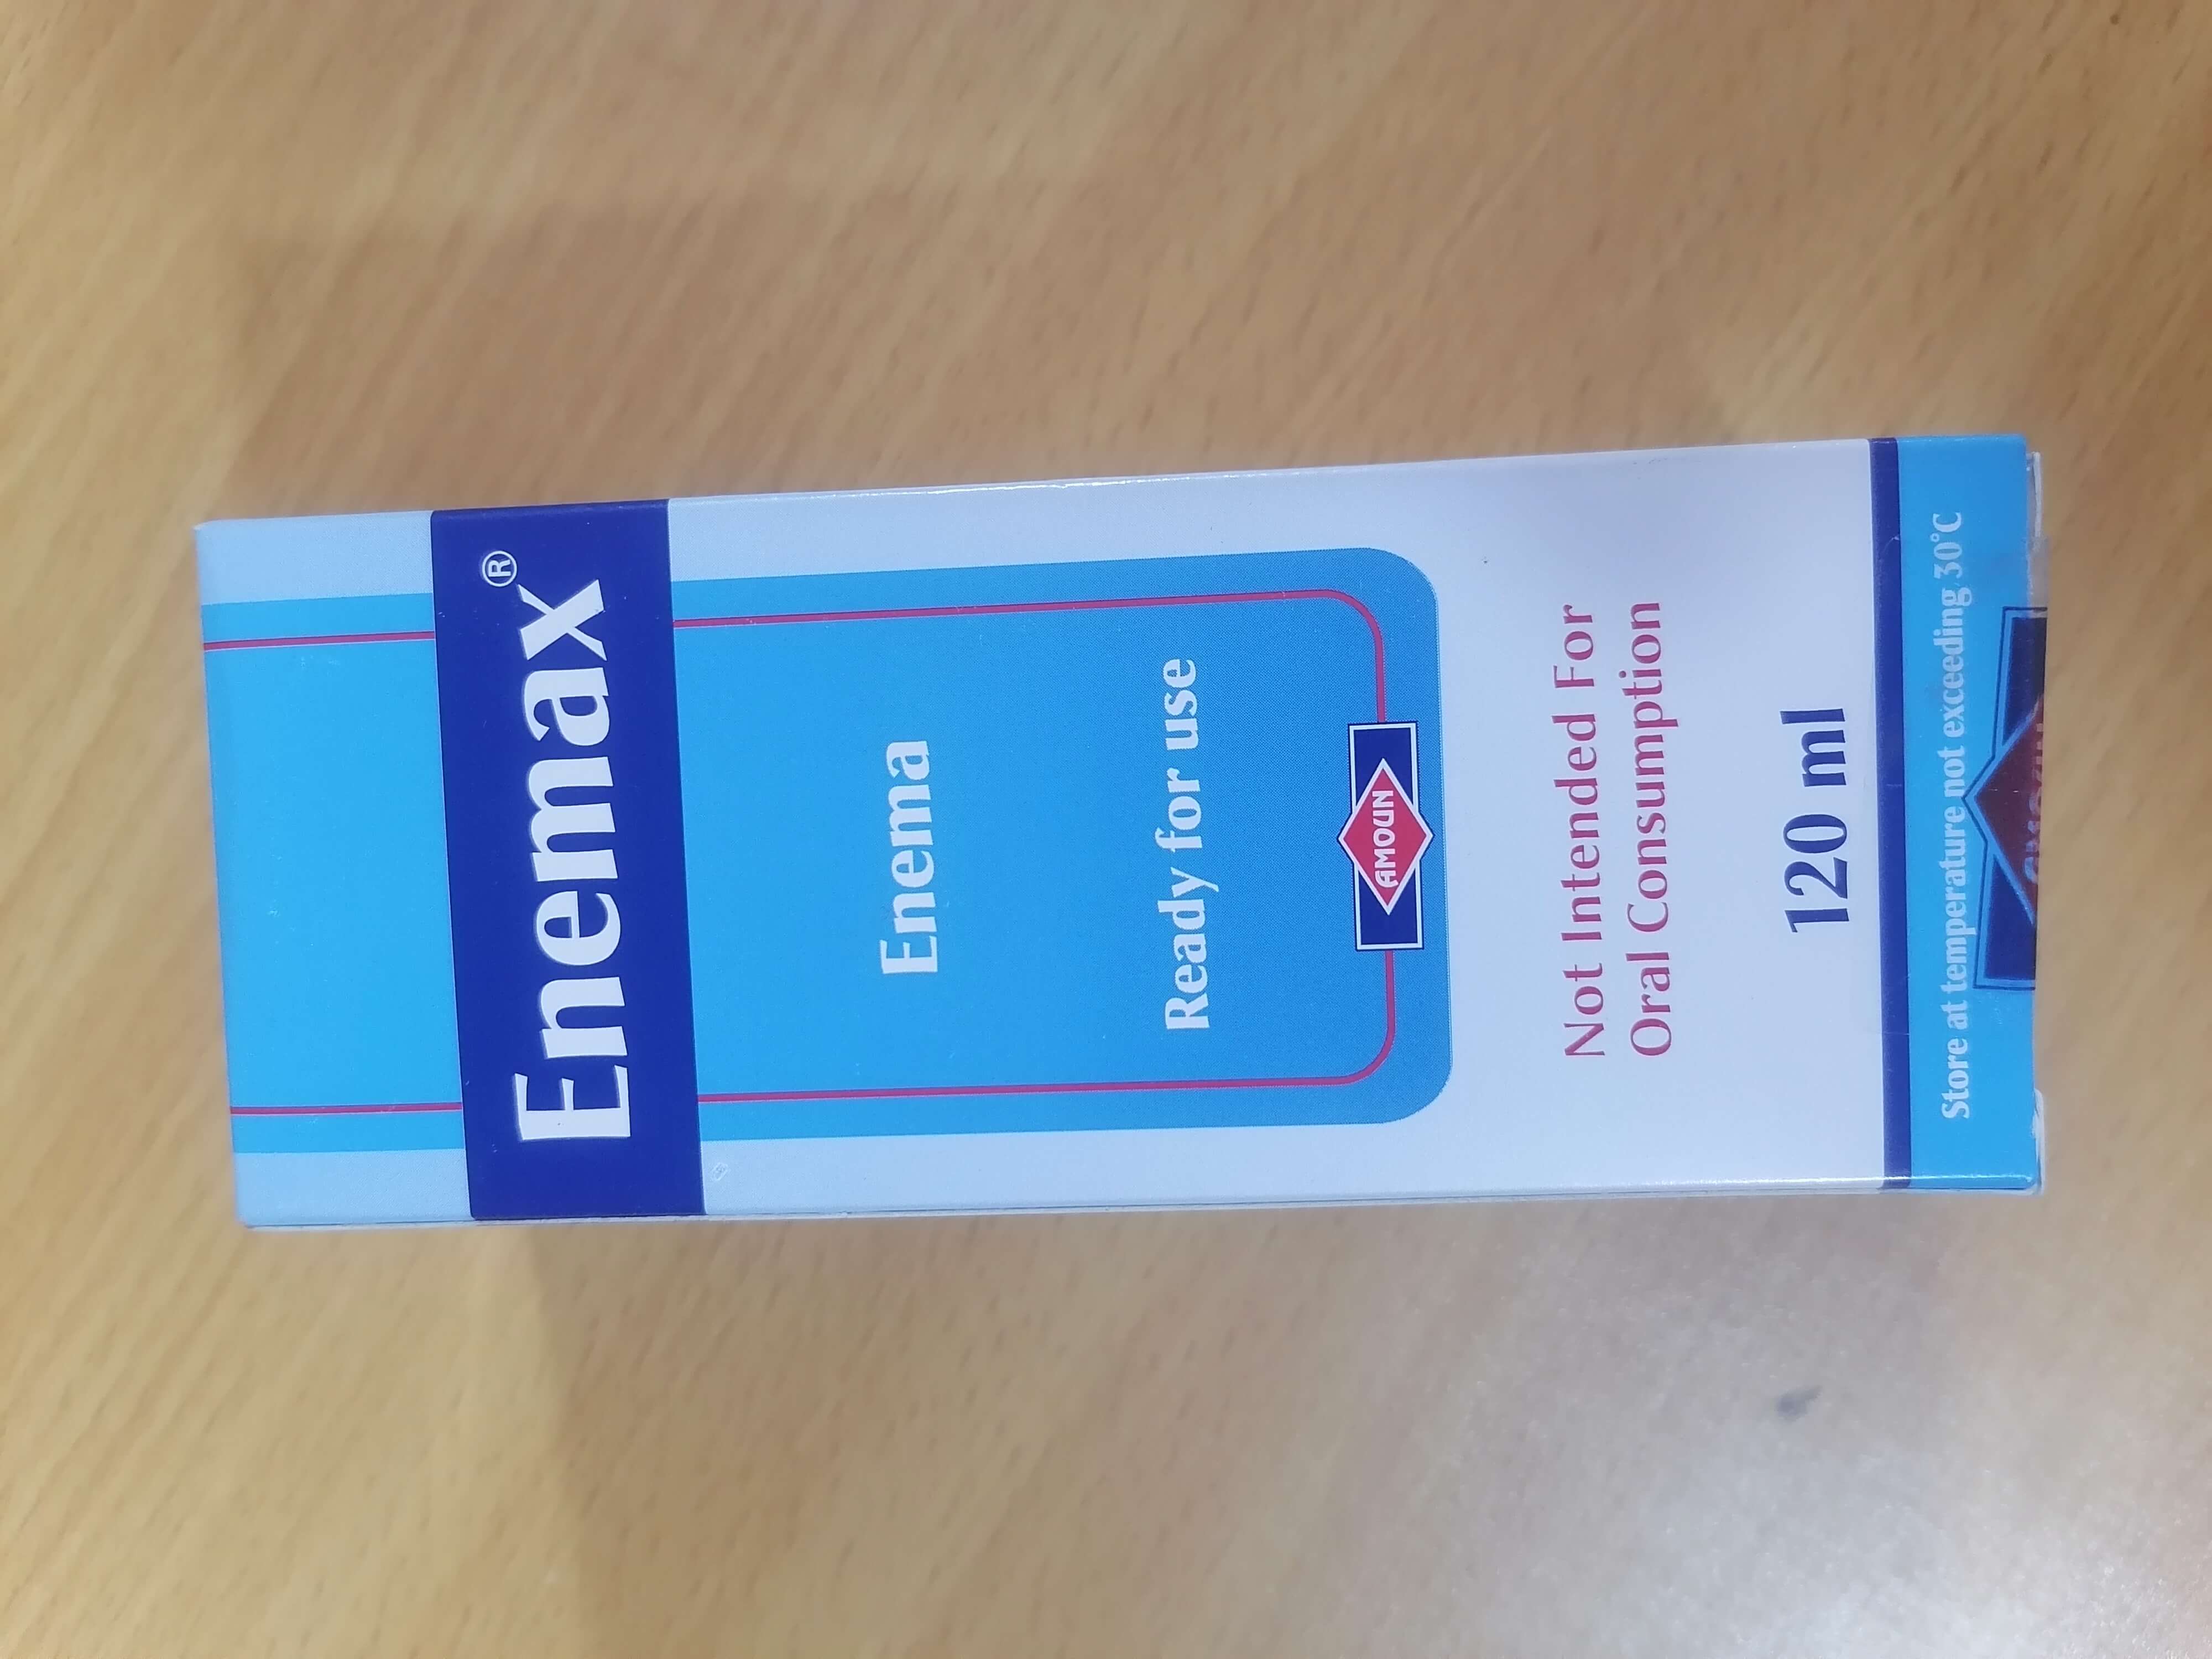 Enemax®
Enema
Ready for use
AMOUN
Not Intended For
Oral Consumption
120 ml
Store at temperature not exceeding 30°C